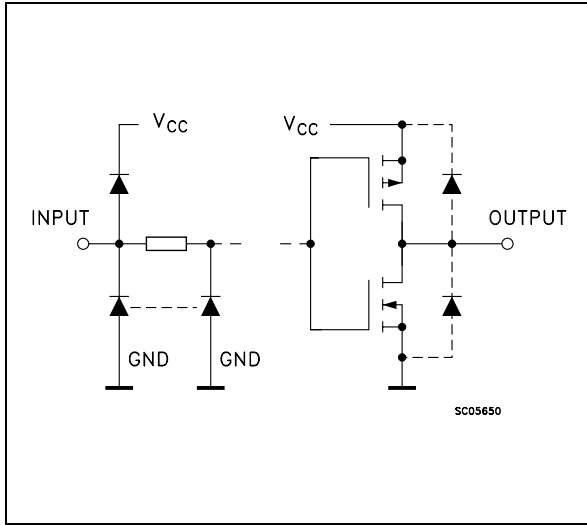 VCC
VCC
INPUT
OUTPUT
GND
GND
SC05650